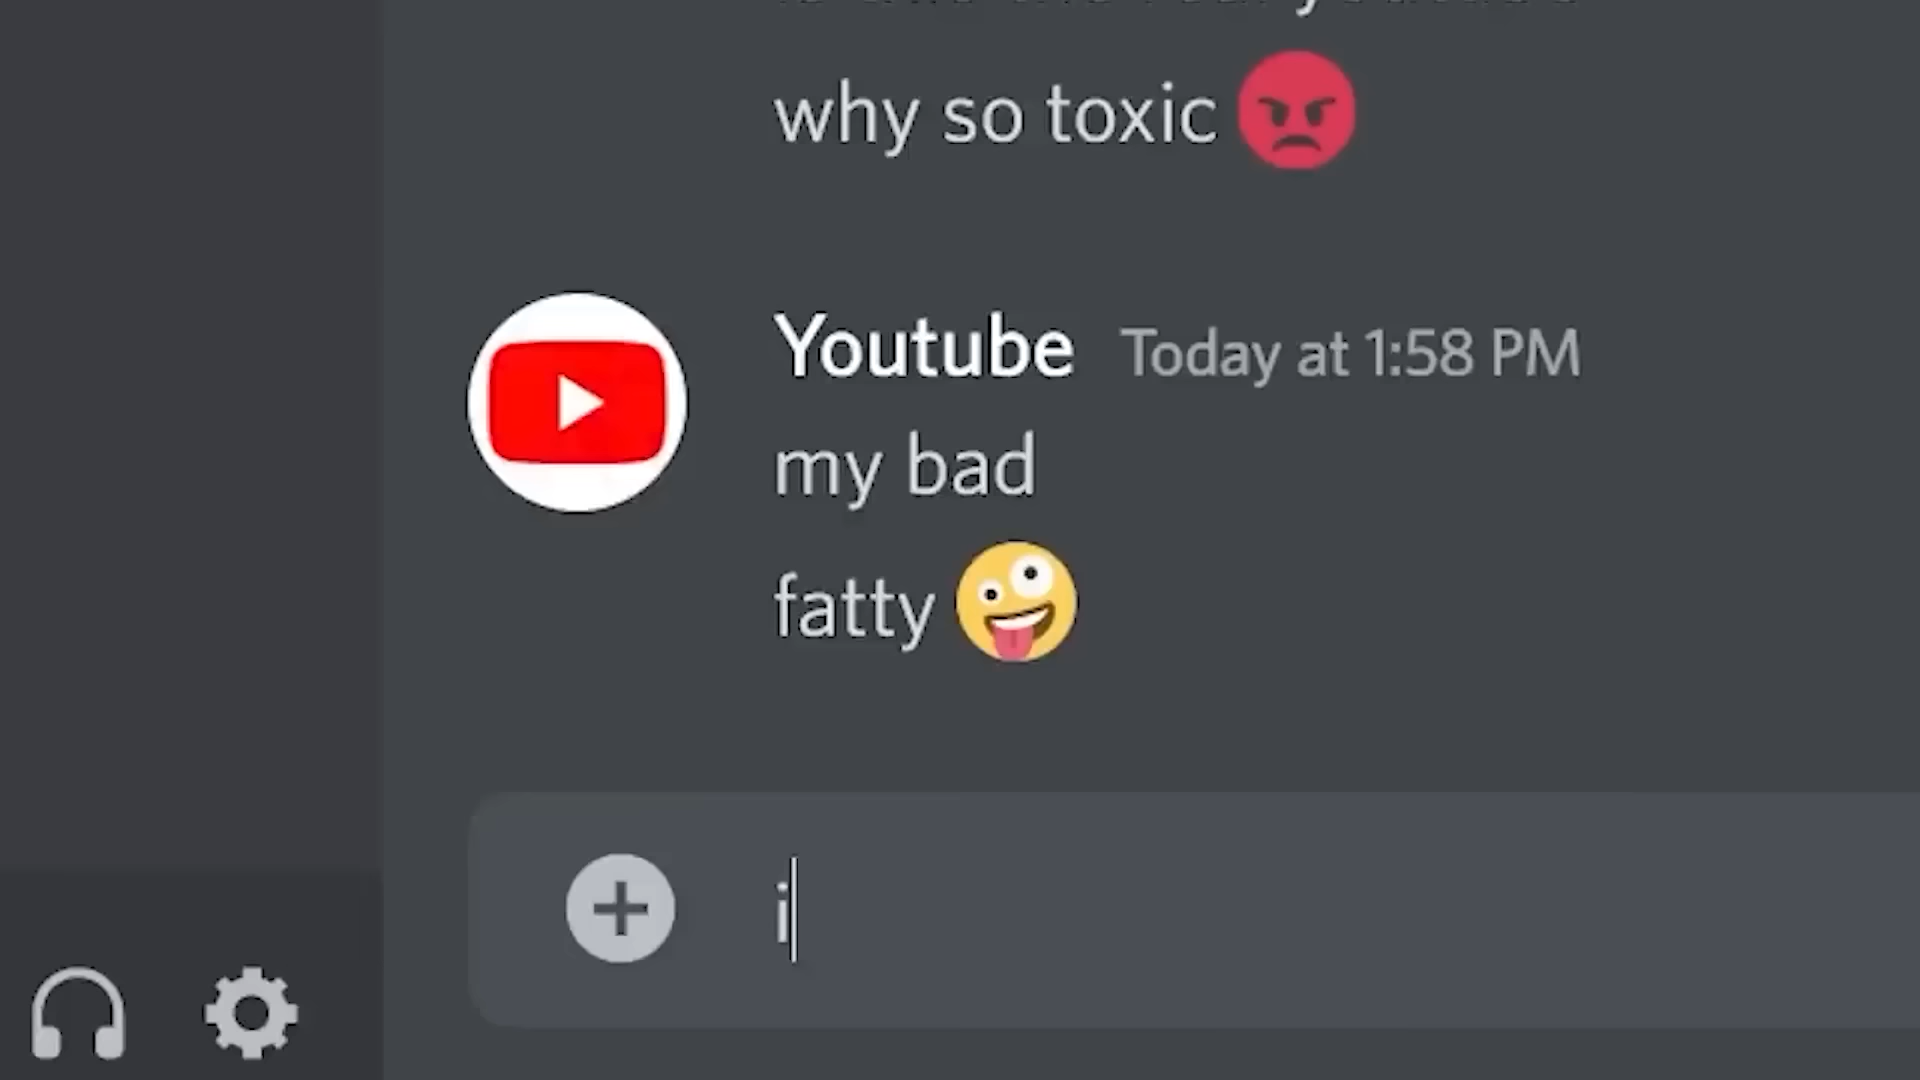 why so toxic 😡
Youtube Today at 1:58 PM
my bad
fatty 🤪
i